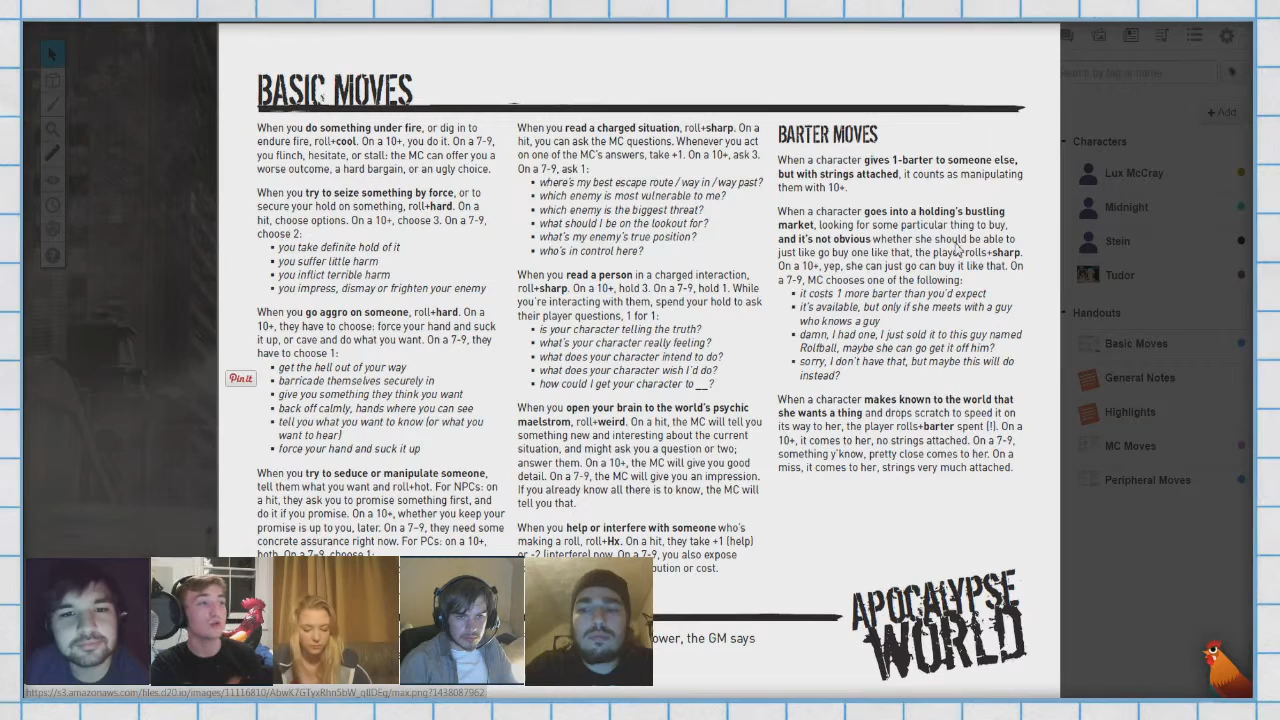 BASIC MOVES
When you do something under fire, or dig in to
endure fire, roll+cool. On a 10+, you do it. On a 7-9,
you flinch, hesitate, or stall: the MC can offer you a
worse outcome, a hard bargain, or an ugly choice.
When you try to seize something by force, or to
secure your hold on something, roll+hard. On a
hit, choose options. On a 10+, choose 3. On a 7-9,
choose 2:
▪ you take definite hold of it
▪ you suffer little harm
▪ you inflict terrible harm
▪ you impress, dismay or frighten your enemy
When you go aggro on someone, roll+hard. On a
10+, they have to choose: force your hand and suck
it up, or cave and do what you want. On a 7-9, they
have to choose 1:
▪ get the hell out of your way
▪ barricade themselves securely in
▪ give you something they think you want
▪ back off calmly, hands where you can see
▪ tell you what you want to know (or what you
want to hear)
▪ force your hand and suck it up
When you try to seduce or manipulate someone,
tell them what you want and roll+hot. For NPCs: on
a hit, they ask you to promise something first, and
do it if you promise. On a 10+, whether you keep your
promise is up to you, later. On a 7–9, they need some
concrete assurance right now. For PCs: on a 10+,
both. On a 7–9, choose 1:
When you read a charged situation, roll+sharp. On a
hit, you can ask the MC questions. Whenever you act
on one of the MC's answers, take +1. On a 10+, ask 3.
On a 7-9, ask 1:
▪ where's my best escape route / way in / way past?
▪ which enemy is most vulnerable to me?
▪ which enemy is the biggest threat?
▪ what should I be on the lookout for?
▪ what's my enemy's true position?
▪ who's in control here?
When you read a person in a charged interaction,
roll+sharp. On a 10+, hold 3. On a 7-9, hold 1. While
you're interacting with them, spend your hold to ask
their player questions, 1 for 1:
▪ is your character telling the truth?
▪ what's your character really feeling?
▪ what does your character intend to do?
▪ what does your character wish I'd do?
▪ how could I get your character to __?
When you open your brain to the world's psychic
maelstrom, roll+weird. On a hit, the MC will tell you
something new and interesting about the current
situation, and might ask you a question or two;
answer them. On a 10+, the MC will give you good
detail. On a 7-9, the MC will give you an impression.
If you already know all there is to know, the MC will
tell you that.
When you help or interfere with someone who's
making a roll, roll+Hx. On a hit, they take +1 (help)
or -2 (interfere) now. On a 7-9, you also expose
bution or cost.
ower, the GM says
BARTER MOVES
When a character gives 1-barter to someone else,
but with strings attached, it counts as manipulating
them with 10+.
When a character goes into a holding's bustling
market, looking for some particular thing to buy,
and it's not obvious whether she should be able to
just like go buy one like that, the player rolls+sharp.
On a 10+, yep, she can just go can buy it like that. On
a 7-9, MC chooses one of the following:
▪ it costs 1 more barter than you'd expect
▪ it's available, but only if she meets with a guy
who knows a guy
▪ damn, I had one, I just sold it to this guy named
Rolfball, maybe she can go get it off him?
▪ sorry, I don't have that, but maybe this will do
instead?
When a character makes known to the world that
she wants a thing and drops scratch to speed it on
its way to her, the player rolls+barter spent (!). On a
10+, it comes to her, no strings attached. On a 7-9,
something y'know, pretty close comes to her. On a
miss, it comes to her, strings very much attached.
APOCALYPSE
WORLD
Pin it
Search by tag or name
+ Add
Characters
Lux McCray
Midnight
Stein
Tudor
Handouts
Basic Moves
General Notes
Highlights
MC Moves
Peripheral Moves